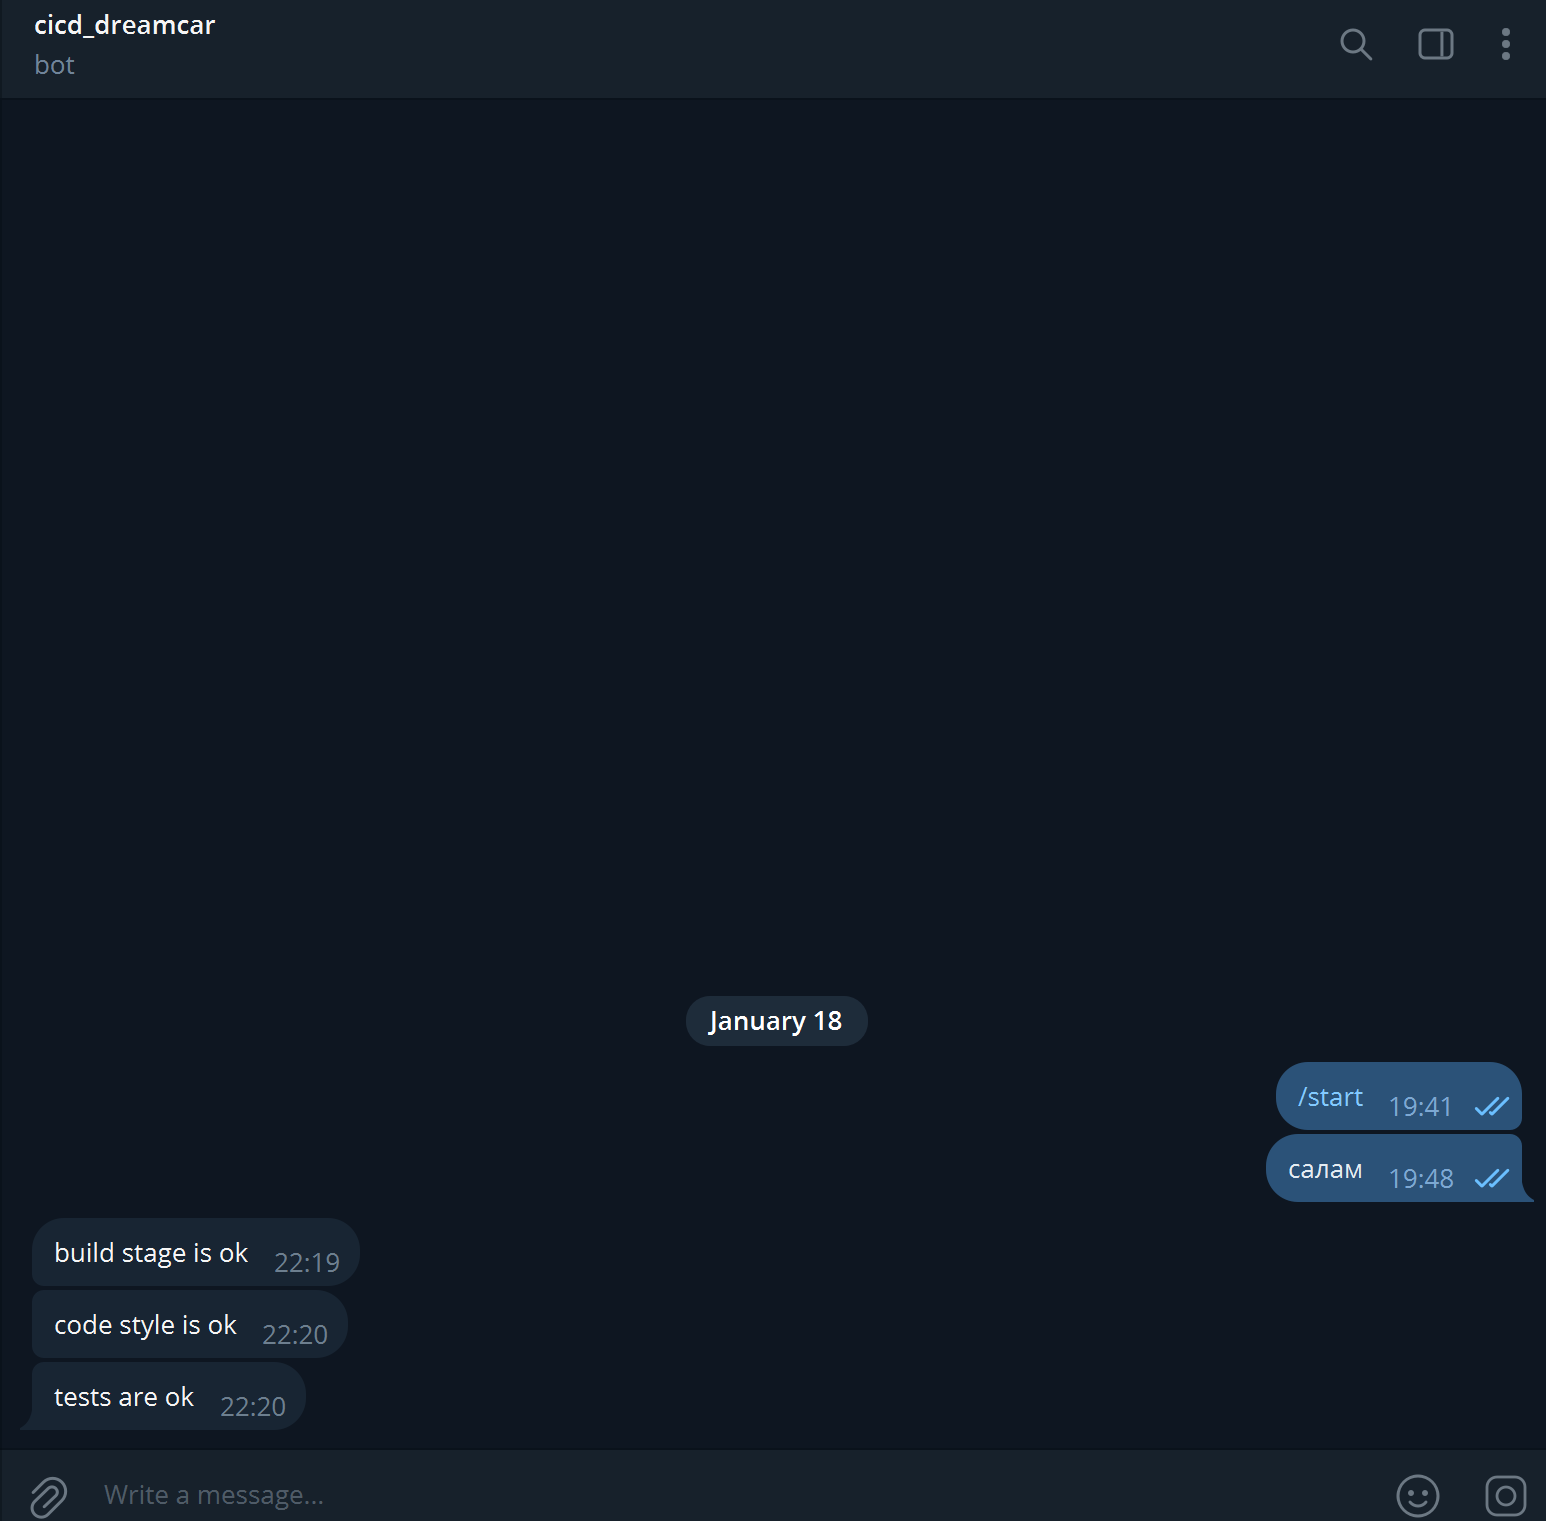 cicd_dreamcar
bot
January 18
/start 19:41
салам 19:48
build stage is ok 22:19
code style is ok 22:20
tests are ok 22:20
Write a message...